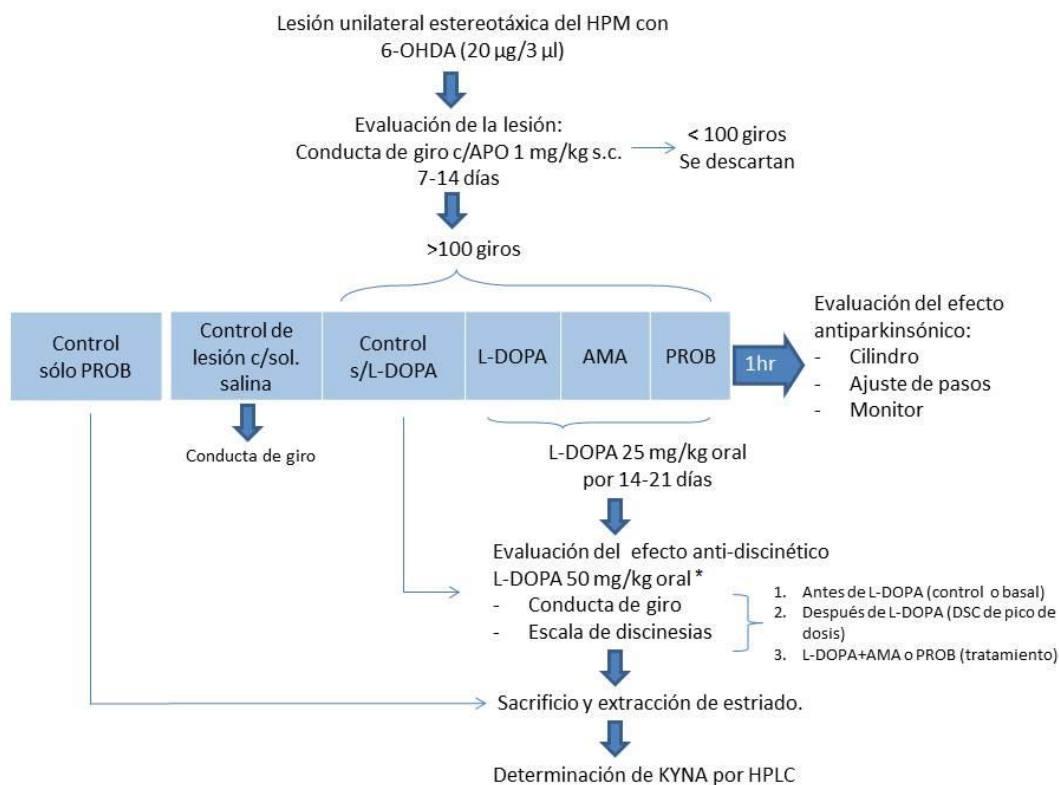 Lesión unilateral estereotáxica del HPM con
6-OHDA (20 µg/3 µl)
Evaluación de la lesión:
Conducta de giro c/APO 1 mg/kg s.c.
7-14 días
< 100 giros
Se descartan
>100 giros
Control
sólo PROB
Control de
lesión c/sol.
salina
Control
s/L-DOPA
L-DOPA
AMA
PROB
1hr
Evaluación del efecto
antiparkinsónico:
- Cilindro
- Ajuste de pasos
- Monitor
Conducta de giro
L-DOPA 25 mg/kg oral
por 14-21 días
Evaluación del efecto anti-discinético
L-DOPA 50 mg/kg oral *
- Conducta de giro
- Escala de discinesias
1. Antes de L-DOPA (control o basal)
2. Después de L-DOPA (DSC de pico de
dosis)
3. L-DOPA+AMA o PROB (tratamiento)
Sacrificio y extracción de estriado.
Determinación de KYNA por HPLC